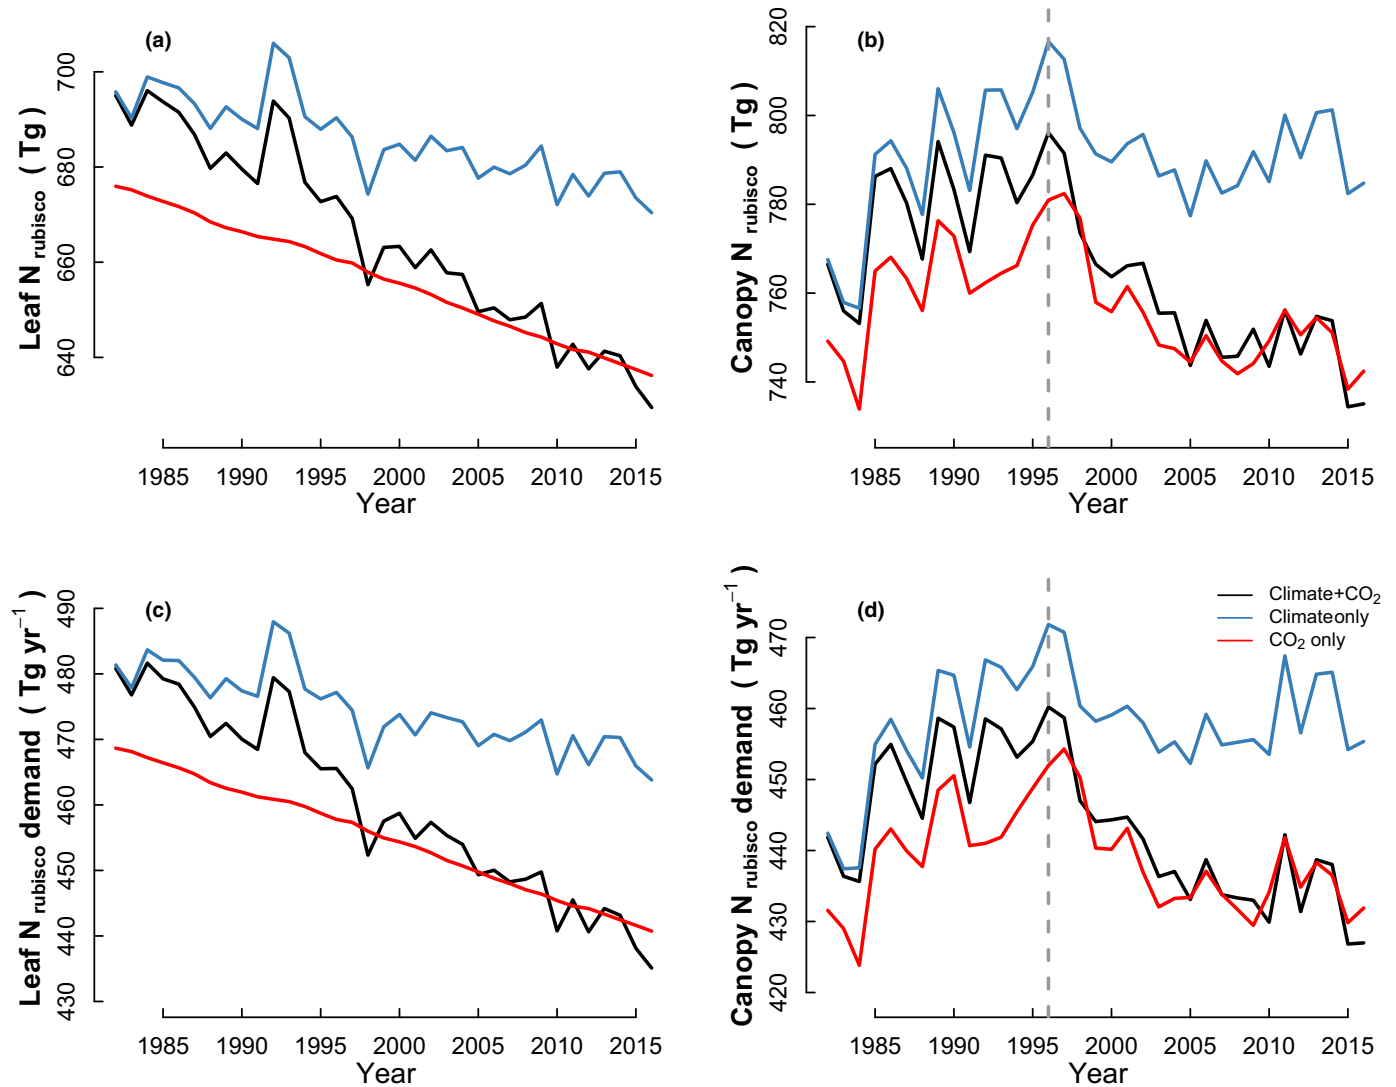 (a)
Leaf N rubisco ( Tg )
700
680
660
640
1985 1990 1995 2000 2005 2010 2015
Year
(b)
Canopy N rubisco ( Tg )
820
800
780
760
740
1985 1990 1995 2000 2005 2010 2015
Year
(c)
Leaf N rubisco demand ( Tg yr⁻¹ )
490
480
470
460
450
440
430
1985 1990 1995 2000 2005 2010 2015
Year
(d)
Canopy N rubisco demand ( Tg yr⁻¹ )
470
460
450
440
430
420
Climate+CO₂
Climateonly
CO₂ only
1985 1990 1995 2000 2005 2010 2015
Year